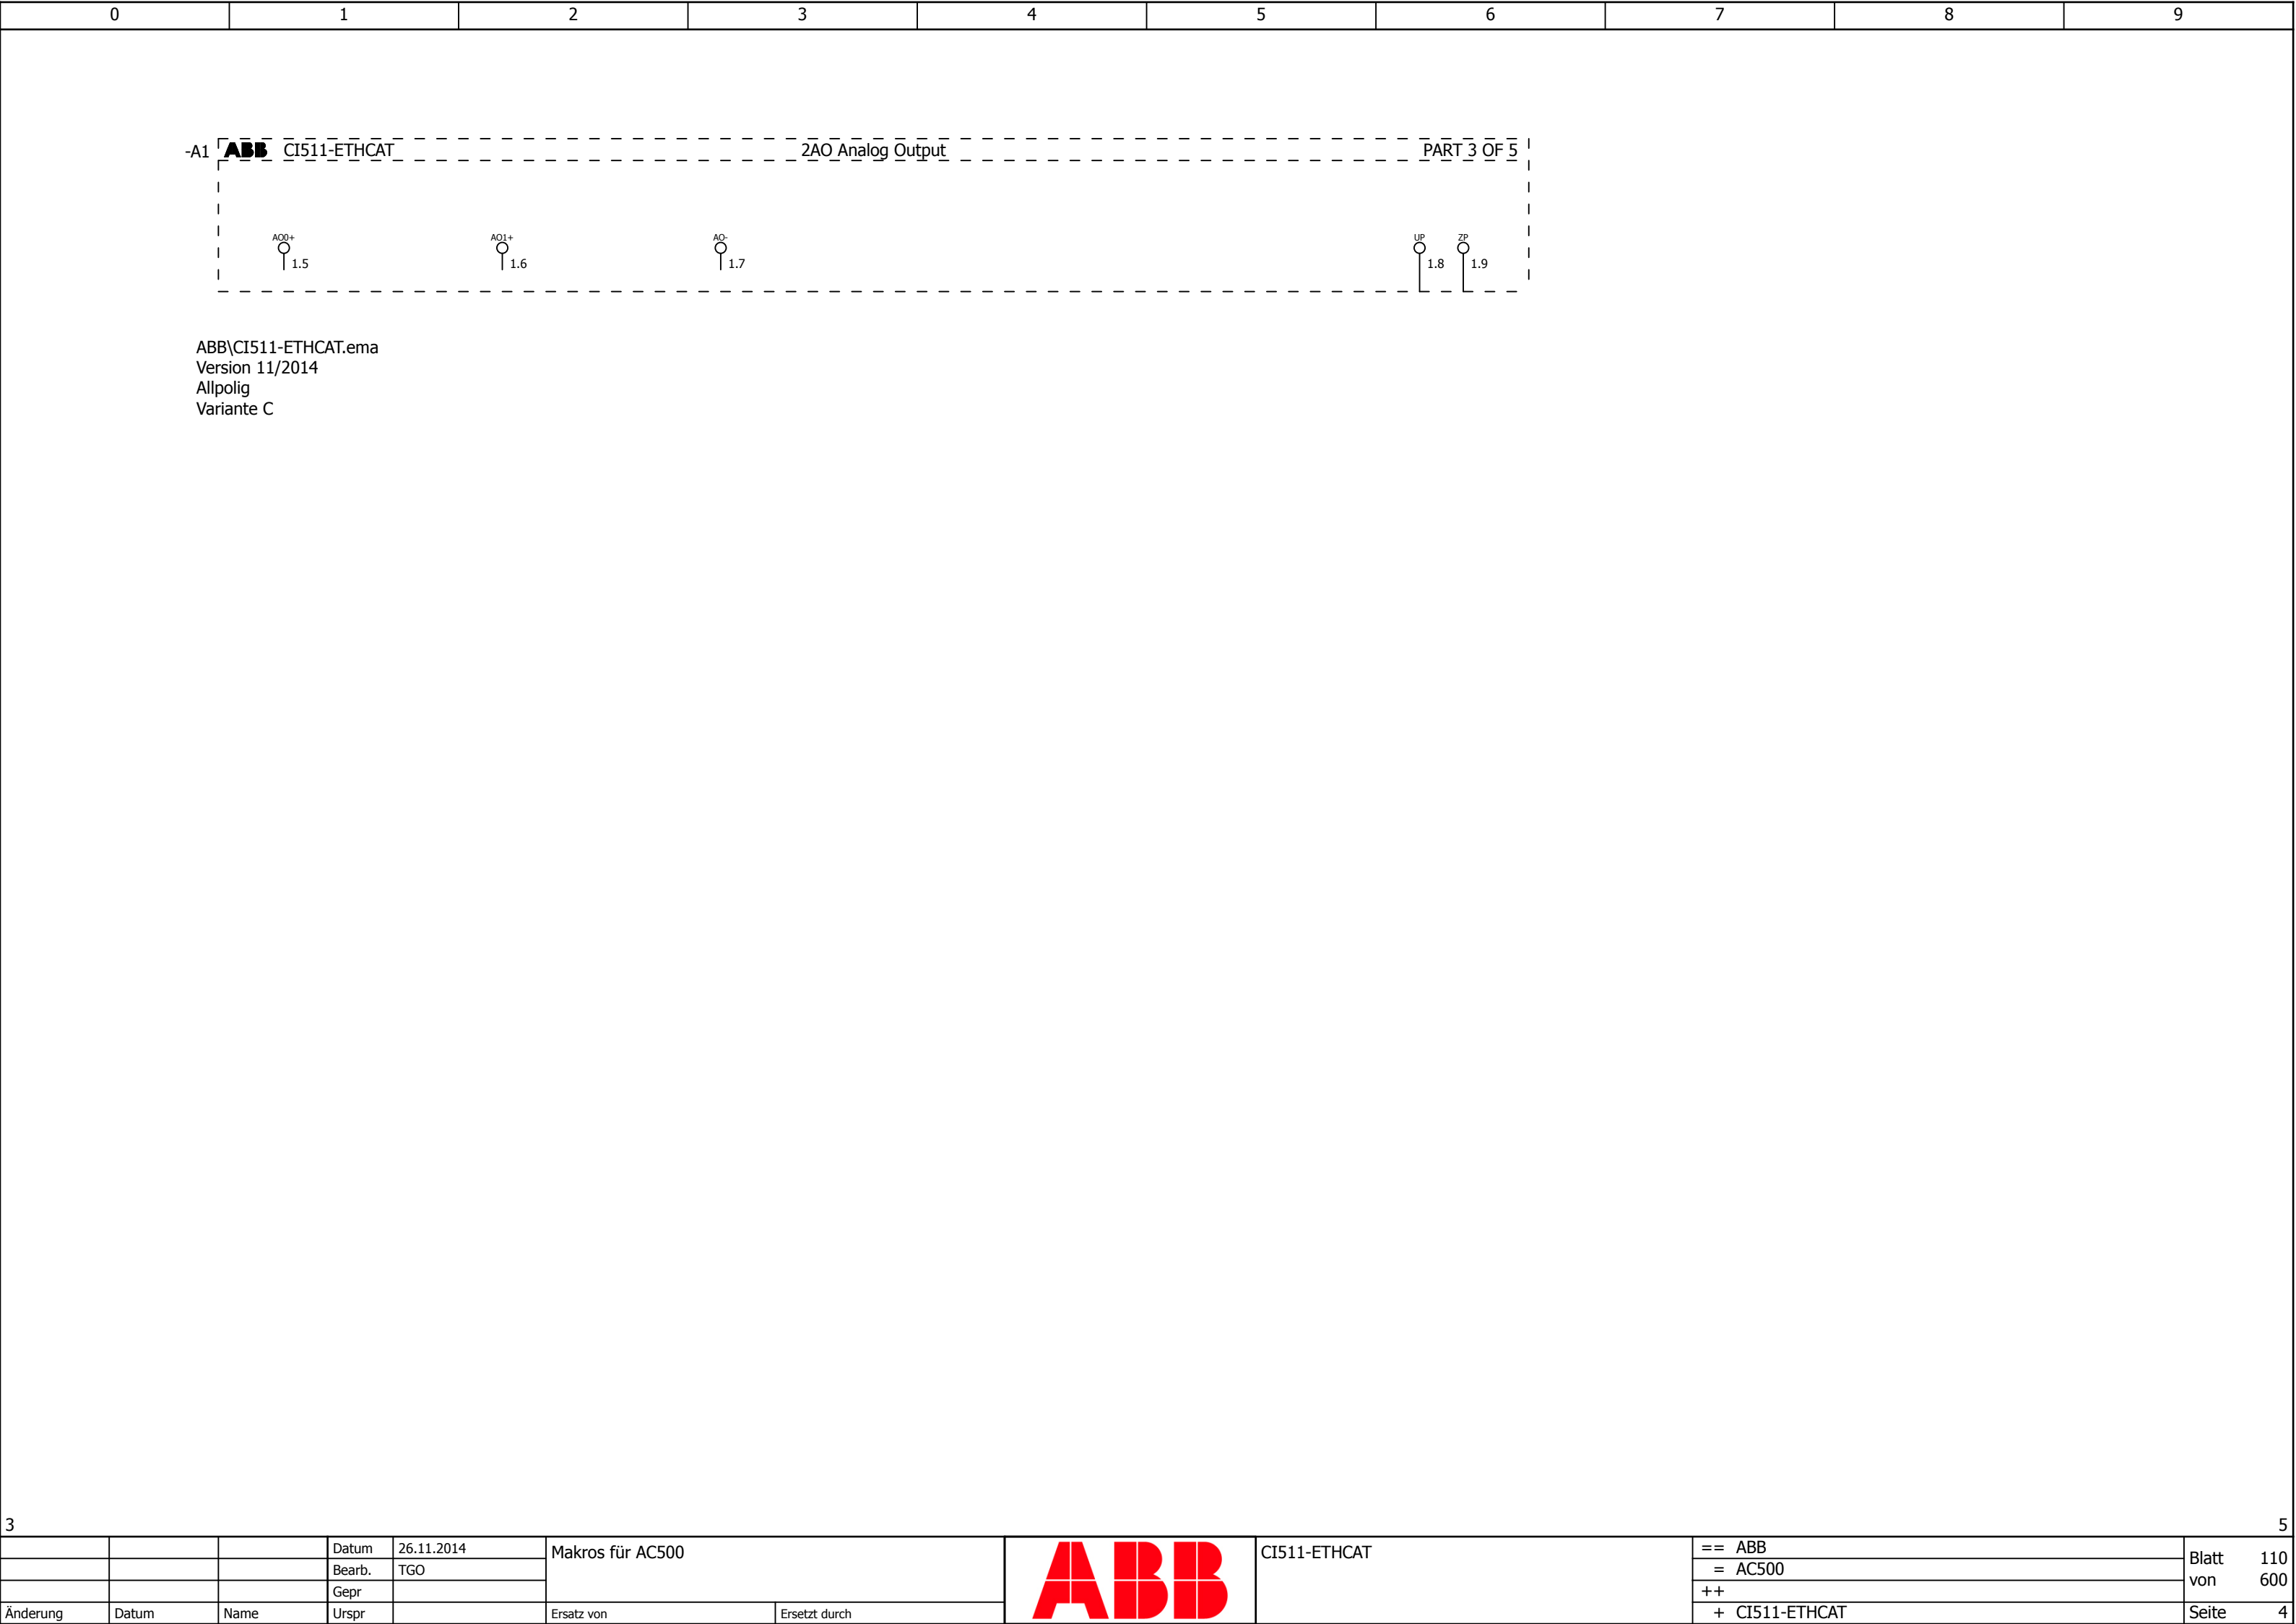 0 1 2 3 4 5 6 7 8 9
-A1 ABB CI511-ETHCAT 2AO Analog Output PART 3 OF 5
AO0+ AO1+ AO- UP ZP
1.5 1.6 1.7 1.8 1.9
ABB\CI511-ETHCAT.ema
Version 11/2014
Allpolig
Variante C
3 5
Datum 26.11.2014
Bearb. TGO
Gepr
Änderung Datum Name Urspr
Makros für AC500
Ersatz von Ersetzt durch
ABB
CI511-ETHCAT
== ABB
= AC500
++
+ CI511-ETHCAT
Blatt 110
von 600
Seite 4